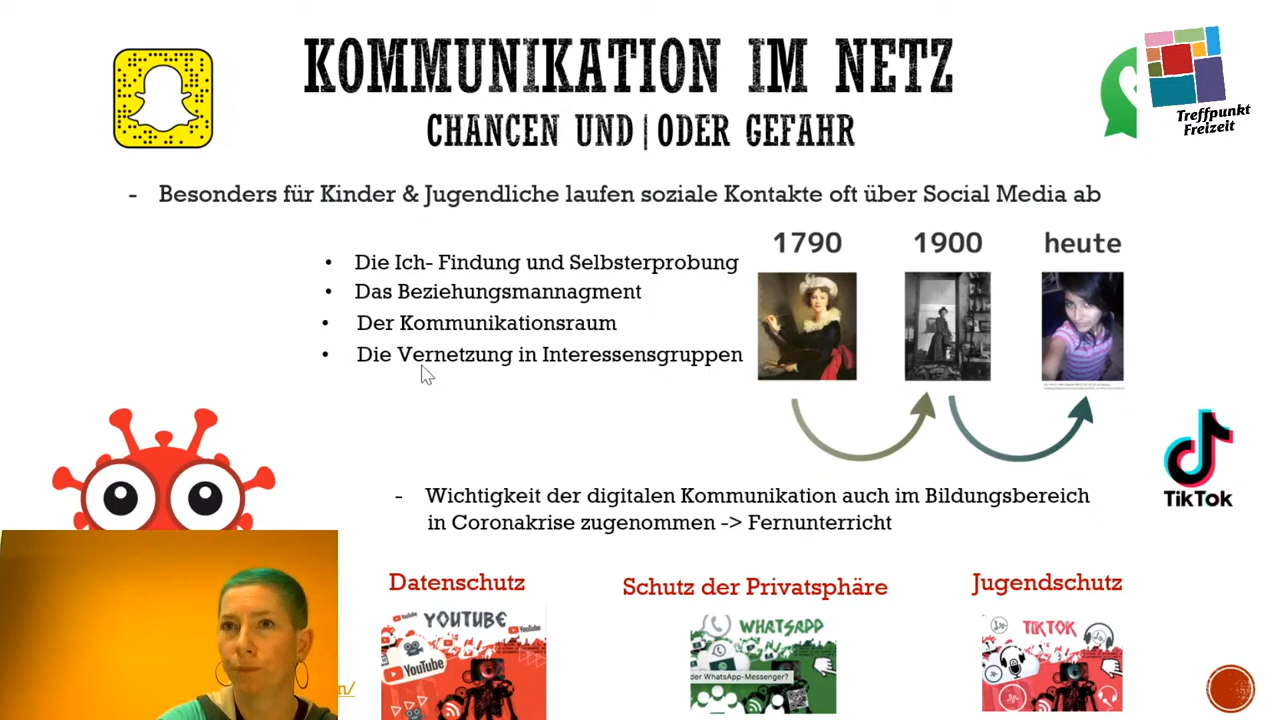 KOMMUNIKATION IM NETZ
CHANCEN UND|ODER GEFAHR
Treffpunkt
Freizeit
- Besonders für Kinder & Jugendliche laufen soziale Kontakte oft über Social Media ab
1790 1900 heute
• Die Ich- Findung und Selbsterprobung
• Das Beziehungsmannagment
• Der Kommunikationsraum
• Die Vernetzung in Interessensgruppen
TikTok
- Wichtigkeit der digitalen Kommunikation auch im Bildungsbereich
in Coronakrise zugenommen -> Fernunterricht
Datenschutz
Schutz der Privatsphäre
Jugendschutz
YOUTUBE
YouTube
WHATSAPP
der WhatsApp-Messenger?
TIKTOK
n/